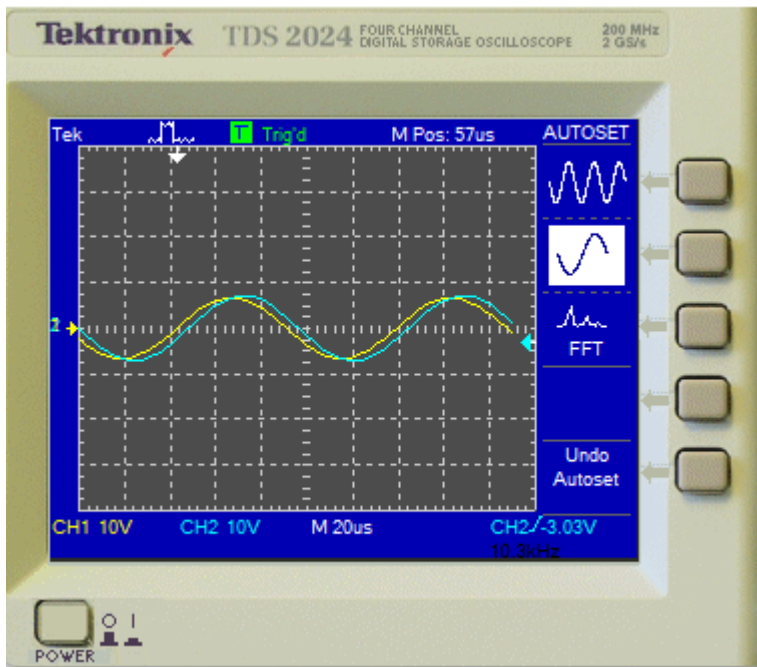 Tektronix TDS 2024 FOUR CHANNEL DIGITAL STORAGE OSCILLOSCOPE 200 MHz 2 GS/s
Tek T Trig'd M Pos: 57us AUTOSET
2
FFT
Undo
Autoset
CH1 10V CH2 10V M 20us CH2 -3.03V
10.3kHz
POWER